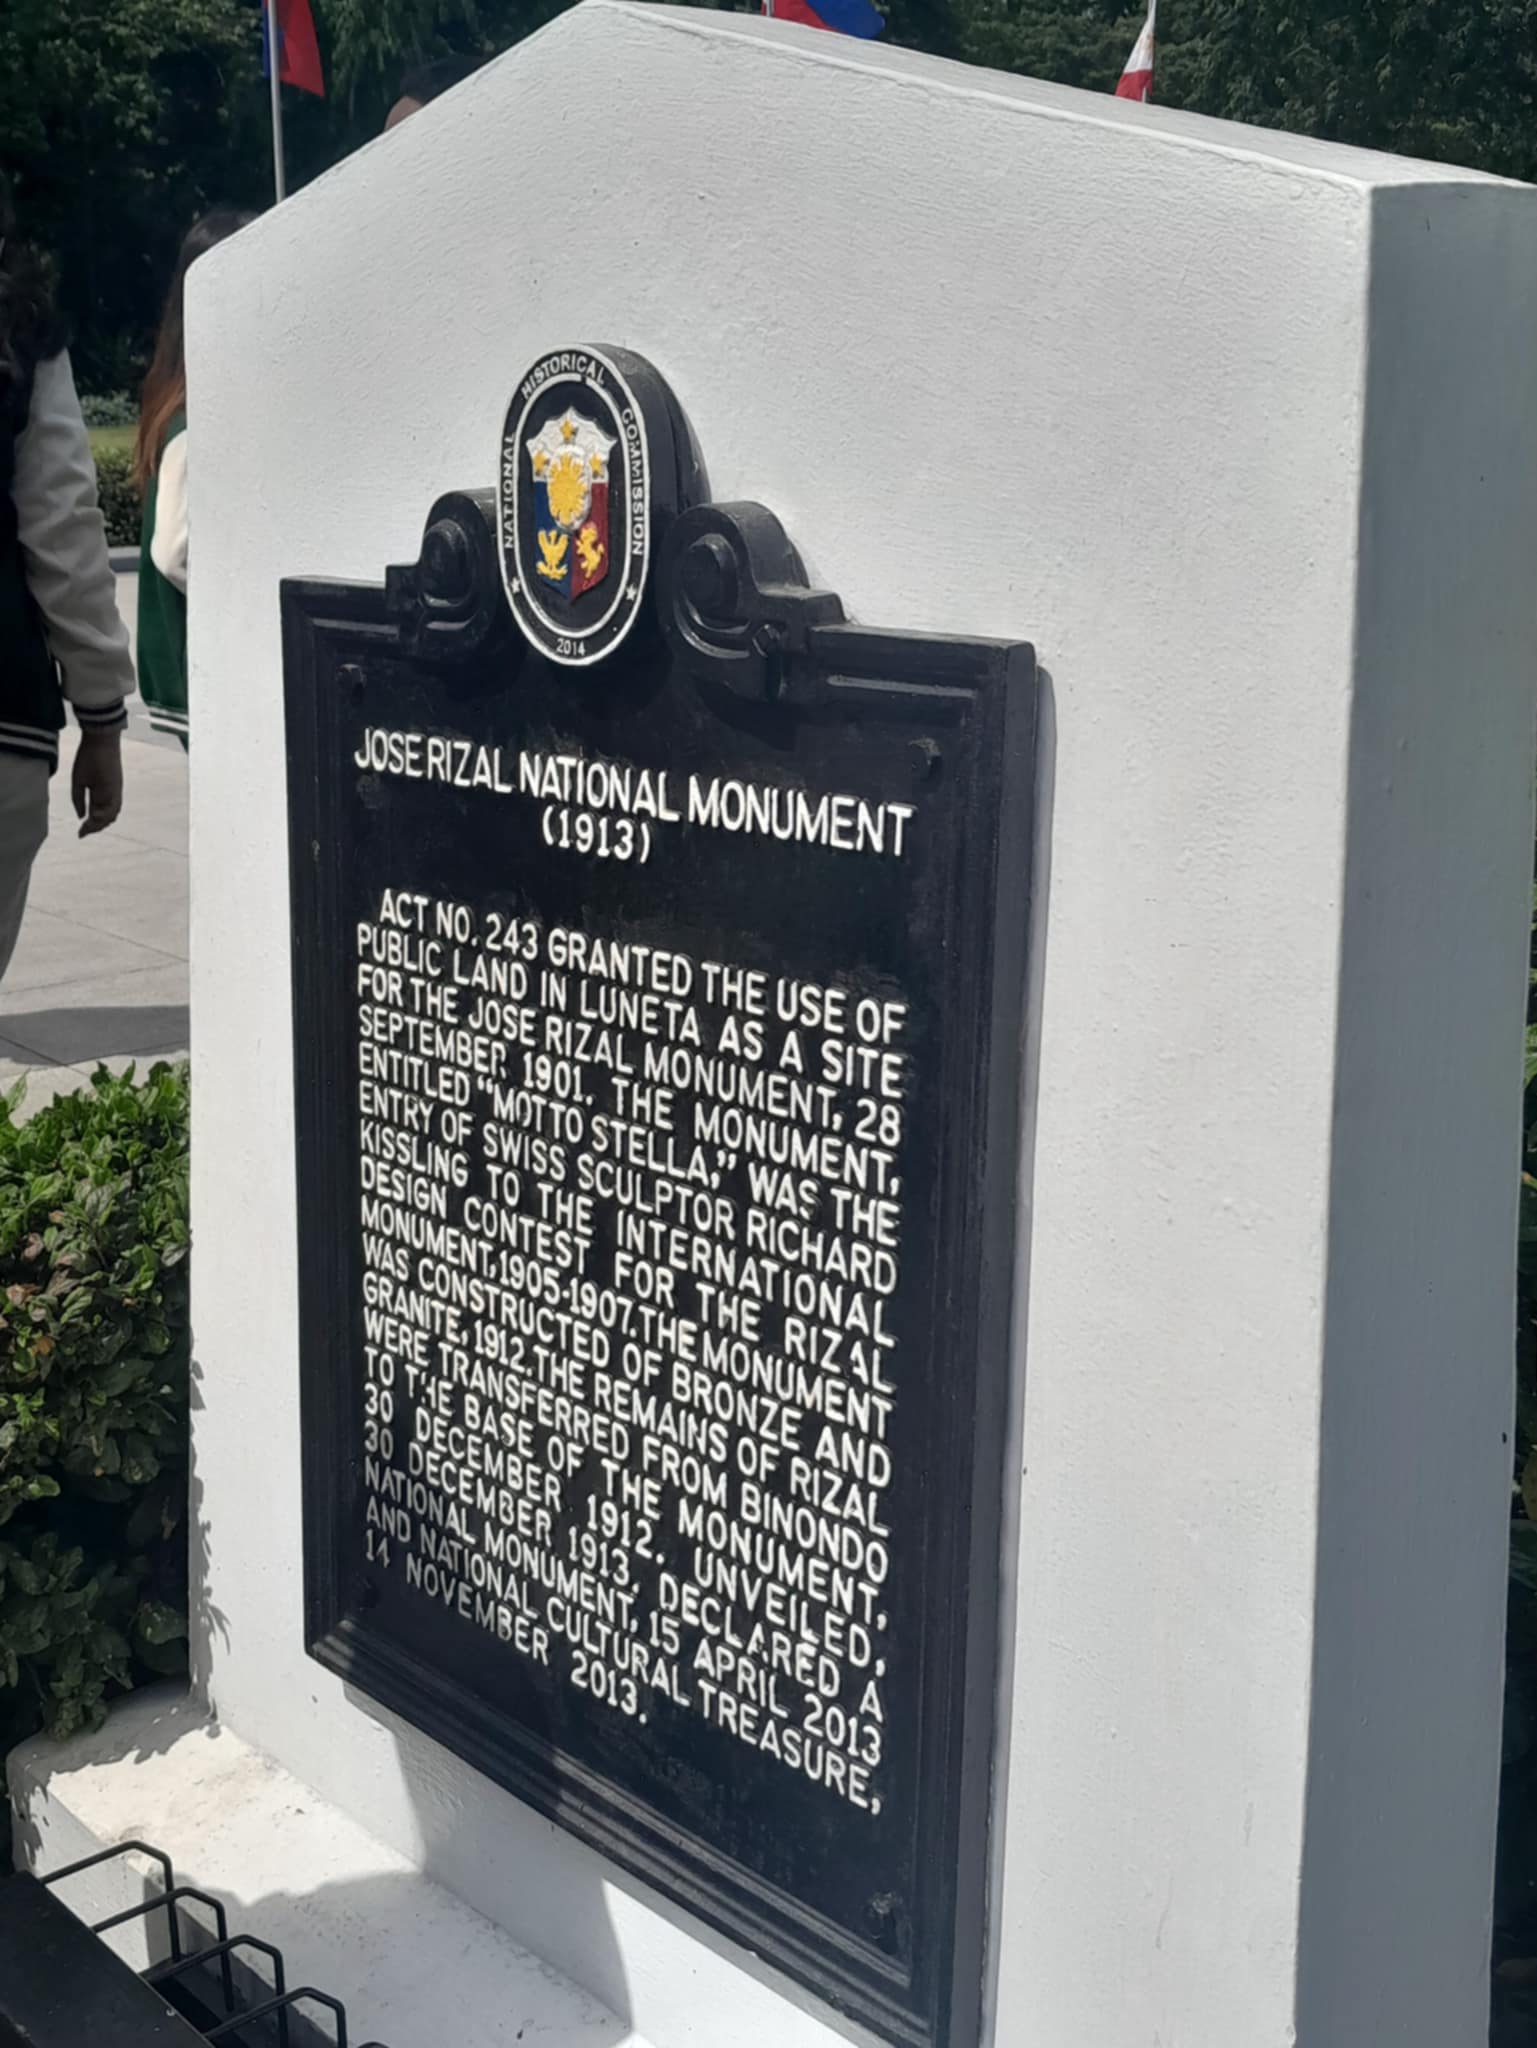 NATIONAL HISTORICAL COMMISSION
2014
JOSE RIZAL NATIONAL MONUMENT
(1913)
ACT NO. 243 GRANTED THE USE OF
PUBLIC LAND IN LUNETA AS A SITE
FOR THE JOSE RIZAL MONUMENT, 28
SEPTEMBER 1901. THE MONUMENT,
ENTITLED "MOTTO STELLA," WAS THE
ENTRY OF SWISS SCULPTOR RICHARD
KISSLING TO THE INTERNATIONAL
DESIGN CONTEST FOR THE RIZAL
MONUMENT, 1905-1907. THE MONUMENT
WAS CONSTRUCTED OF BRONZE AND
GRANITE, 1912. THE REMAINS OF RIZAL
WERE TRANSFERRED FROM BINONDO
TO THE BASE OF THE MONUMENT,
30 DECEMBER 1912. UNVEILED,
30 DECEMBER 1913. DECLARED A
NATIONAL MONUMENT, 15 APRIL 2013
AND NATIONAL CULTURAL TREASURE,
14 NOVEMBER 2013.